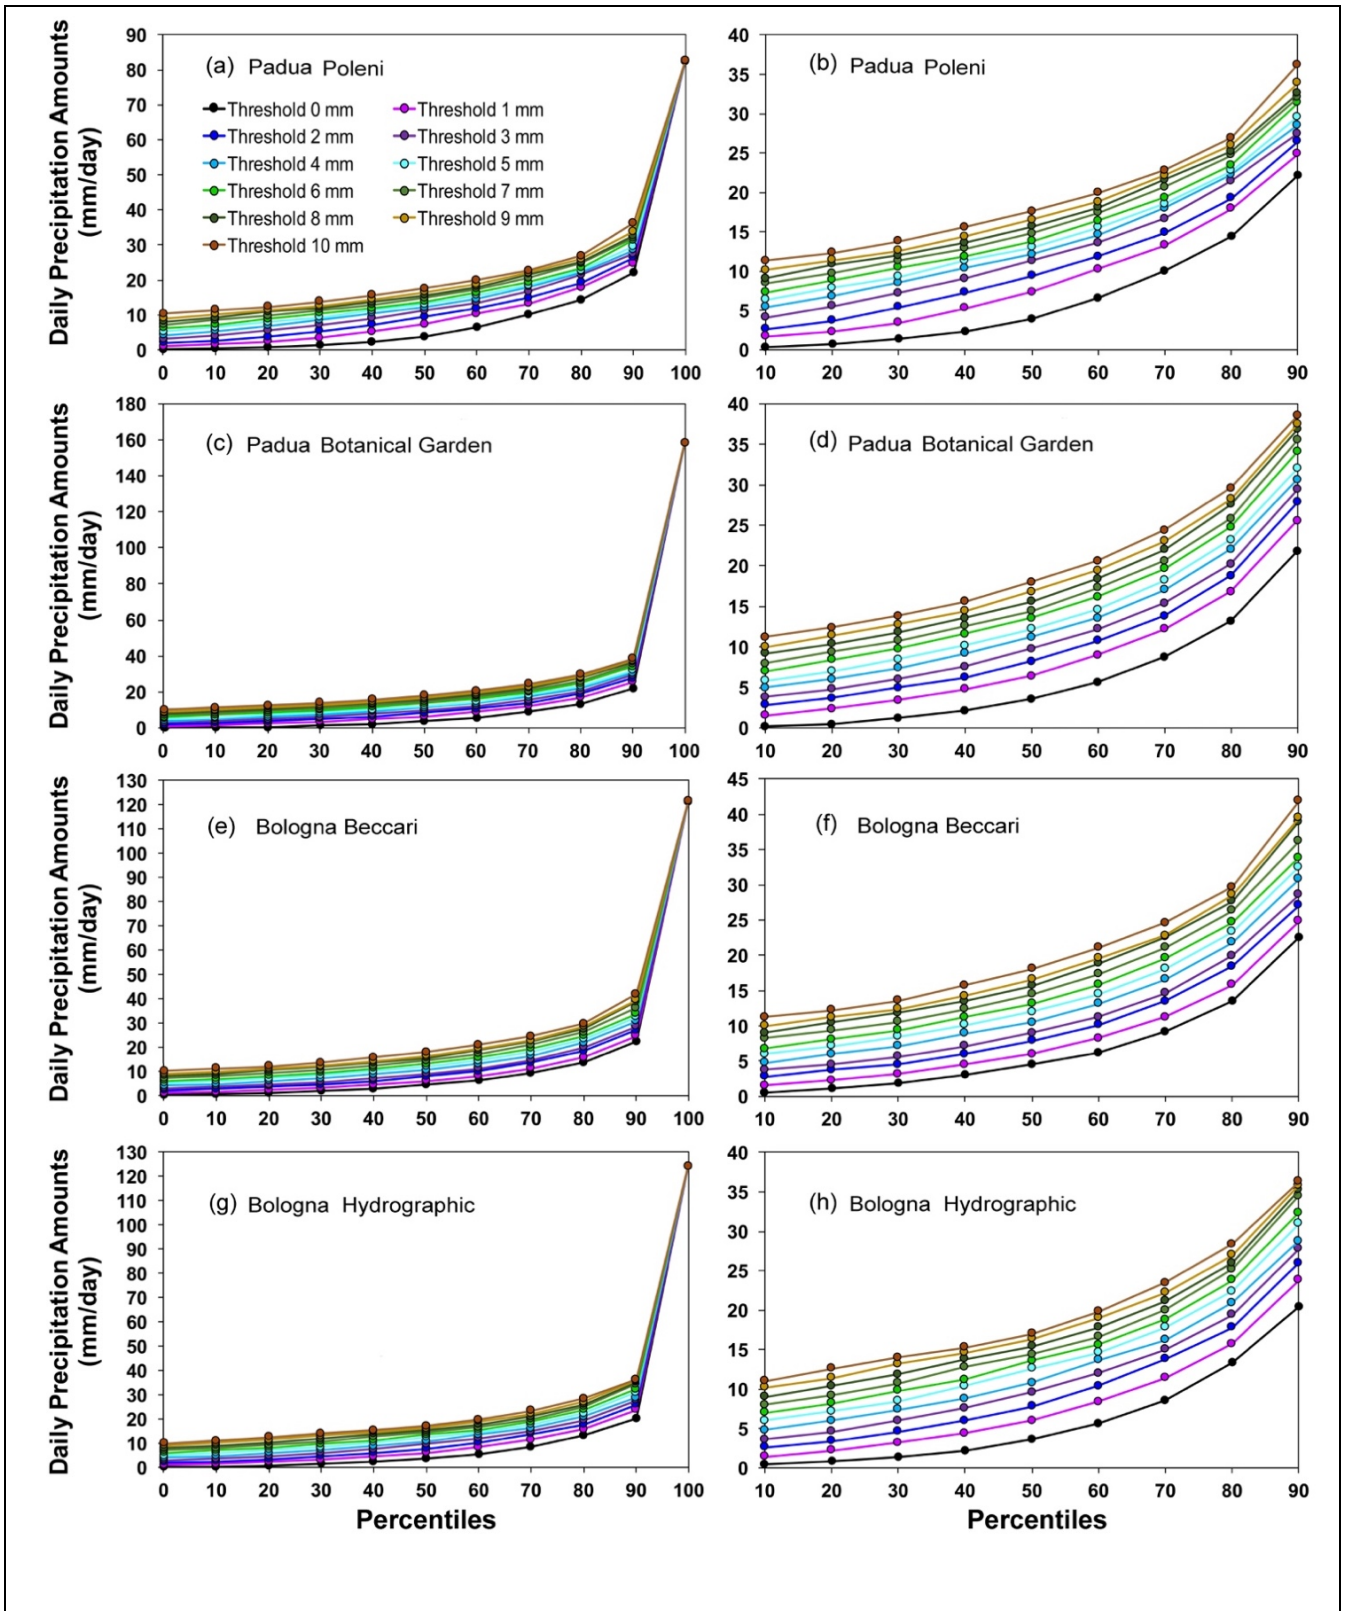 Daily Precipitation Amounts
(mm/day)
90
80
70
60
50
40
30
20
10
0
(a) Padua Poleni
Threshold 0 mm
Threshold 1 mm
Threshold 2 mm
Threshold 3 mm
Threshold 4 mm
Threshold 5 mm
Threshold 6 mm
Threshold 7 mm
Threshold 8 mm
Threshold 9 mm
Threshold 10 mm
0 10 20 30 40 50 60 70 80 90 100
40
35
30
25
20
15
10
5
0
(b) Padua Poleni
10 20 30 40 50 60 70 80 90
Daily Precipitation Amounts
(mm/day)
180
160
140
120
100
80
60
40
20
0
(c) Padua Botanical Garden
0 10 20 30 40 50 60 70 80 90 100
40
35
30
25
20
15
10
5
0
(d) Padua Botanical Garden
10 20 30 40 50 60 70 80 90
Daily Precipitation Amounts
(mm/day)
130
120
110
100
90
80
70
60
50
40
30
20
10
0
(e) Bologna Beccari
0 10 20 30 40 50 60 70 80 90 100
45
40
35
30
25
20
15
10
5
0
(f) Bologna Beccari
10 20 30 40 50 60 70 80 90
Daily Precipitation Amounts
(mm/day)
130
120
110
100
90
80
70
60
50
40
30
20
10
0
(g) Bologna Hydrographic
0 10 20 30 40 50 60 70 80 90 100
Percentiles
40
35
30
25
20
15
10
5
0
(h) Bologna Hydrographic
10 20 30 40 50 60 70 80 90
Percentiles